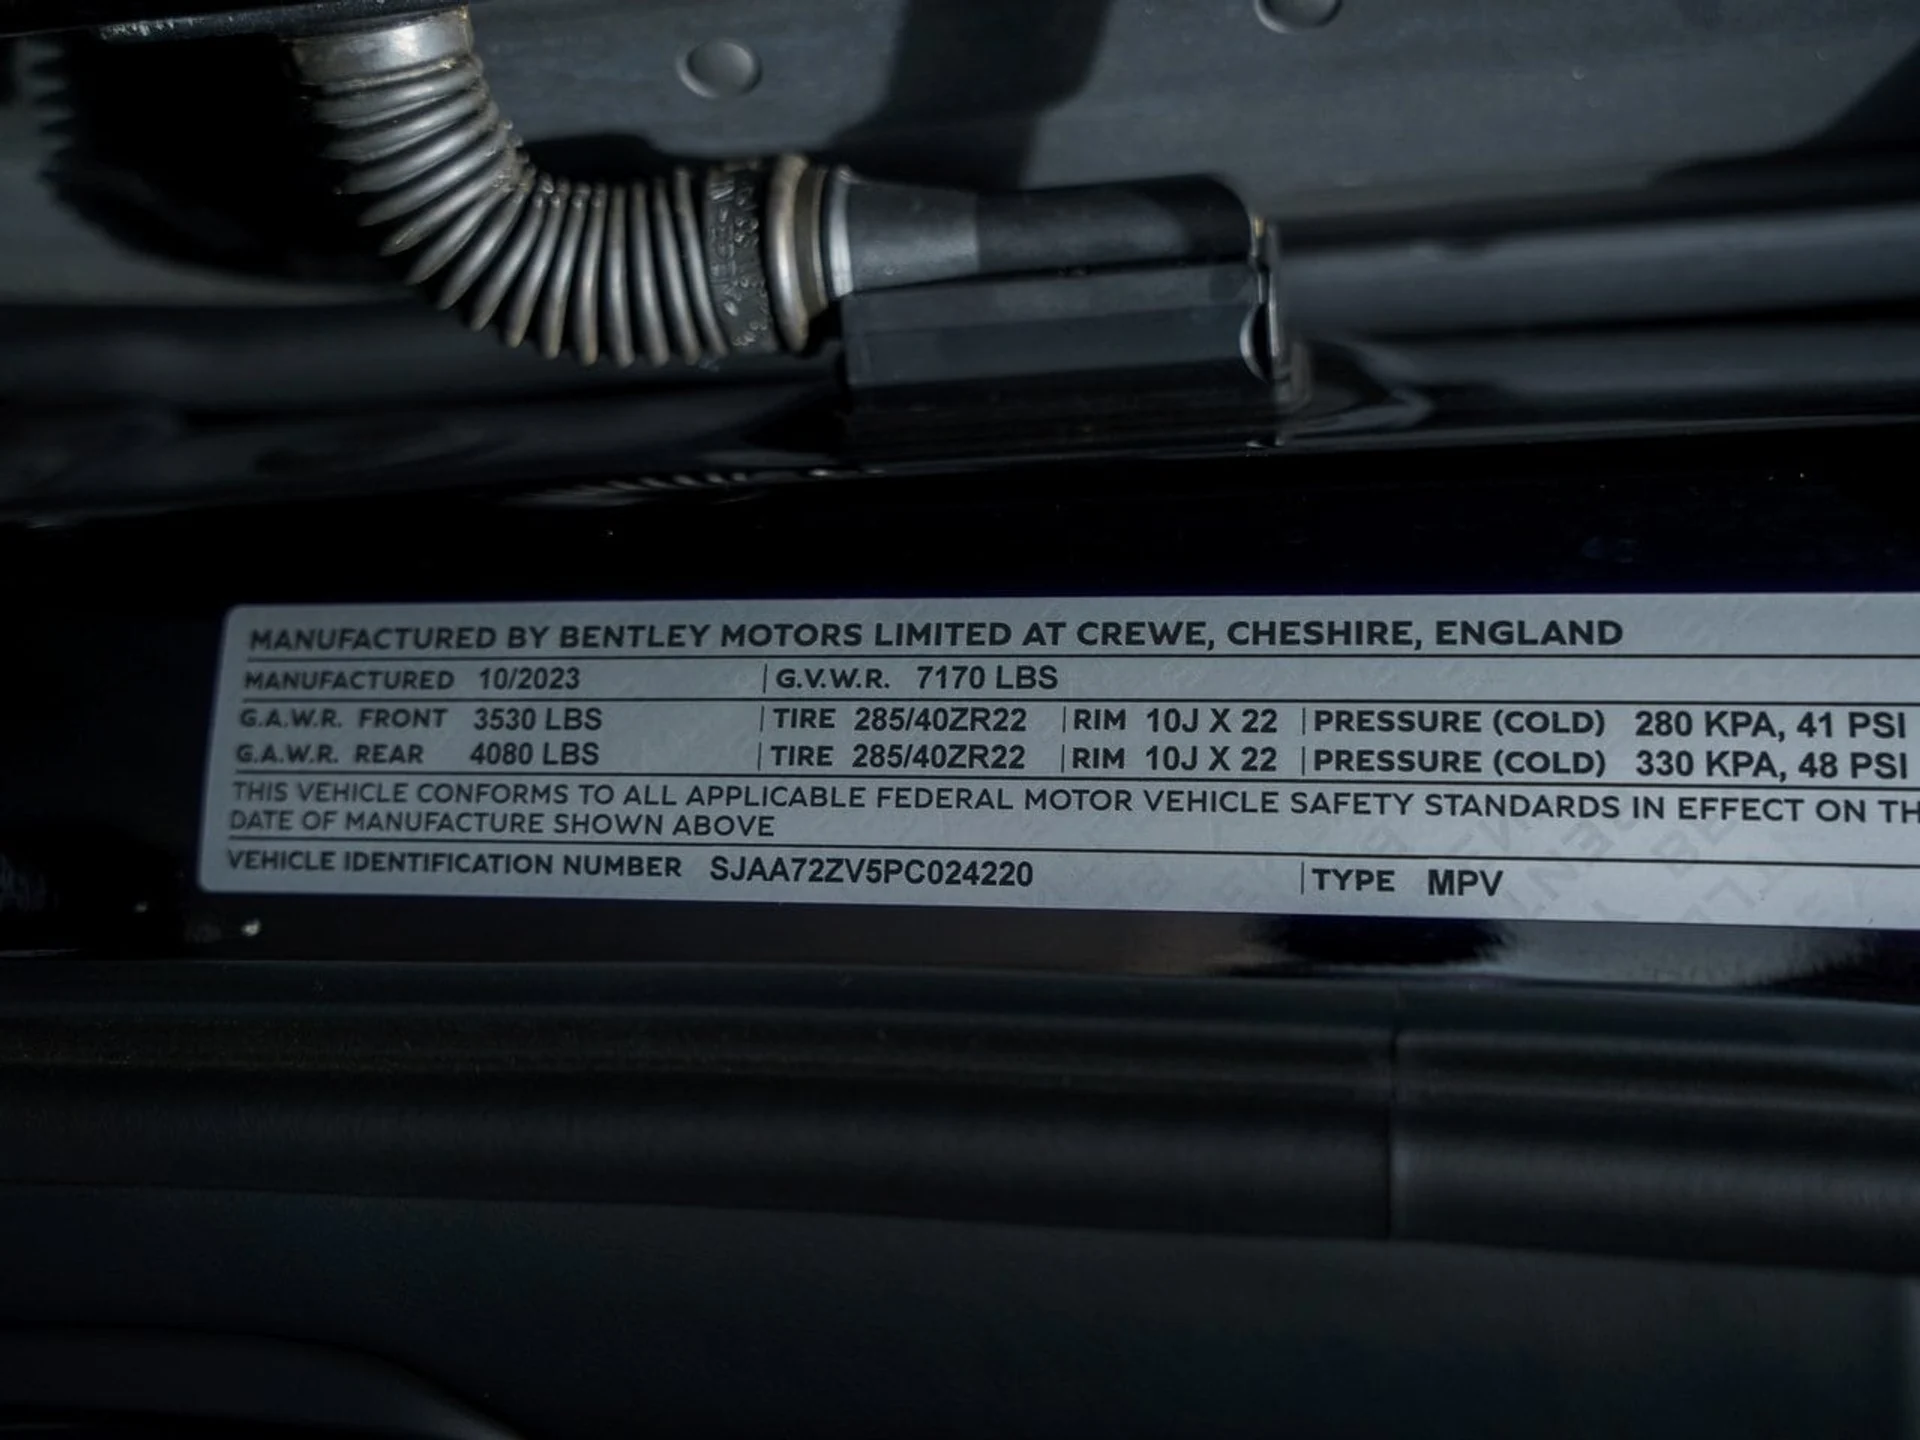 MANUFACTURED BY BENTLEY MOTORS LIMITED AT CREWE, CHESHIRE, ENGLAND
MANUFACTURED 10/2023 G.V.W.R. 7170 LBS
G.A.W.R. FRONT 3530 LBS TIRE 285/40ZR22 RIM 10J X 22 PRESSURE (COLD) 280 KPA, 41 PSI
G.A.W.R. REAR 4080 LBS TIRE 285/40ZR22 RIM 10J X 22 PRESSURE (COLD) 330 KPA, 48 PSI
THIS VEHICLE CONFORMS TO ALL APPLICABLE FEDERAL MOTOR VEHICLE SAFETY STANDARDS IN EFFECT ON TH
DATE OF MANUFACTURE SHOWN ABOVE
VEHICLE IDENTIFICATION NUMBER SJAA72ZV5PC024220 TYPE MPV